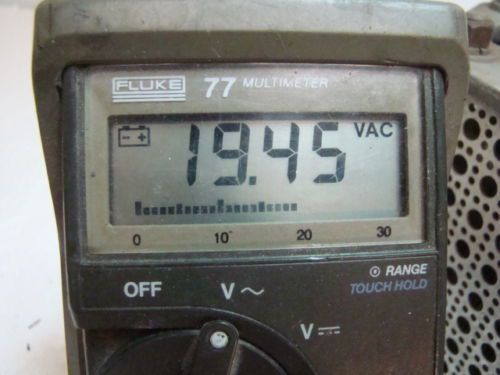 FLUKE 77 MULTIMETER
19.45 VAC
0 10 20 30
RANGE
TOUCH HOLD
OFF V~
V⎓